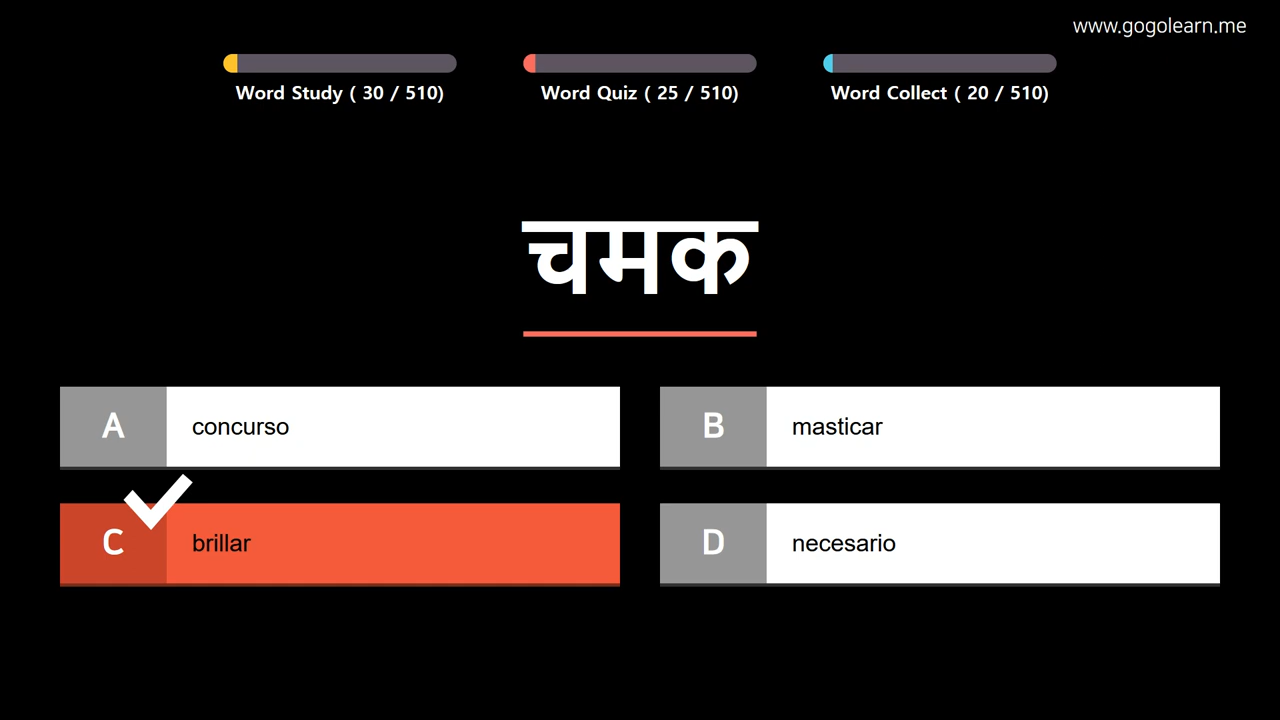 www.gogolearn.me
Word Study ( 30 / 510)
Word Quiz ( 25 / 510)
Word Collect ( 20 / 510)
चमक
A concurso
B masticar
C brillar
D necesario